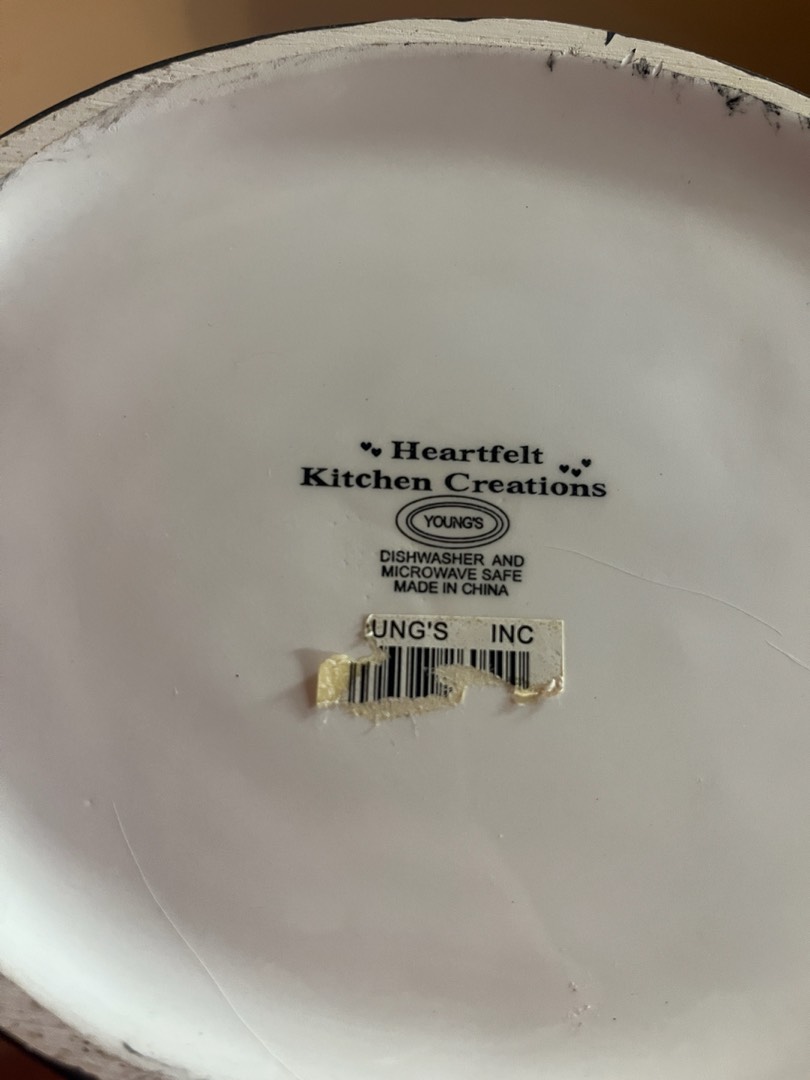 Heartfelt
Kitchen Creations
YOUNG'S
DISHWASHER AND
MICROWAVE SAFE
MADE IN CHINA
UNG'S INC